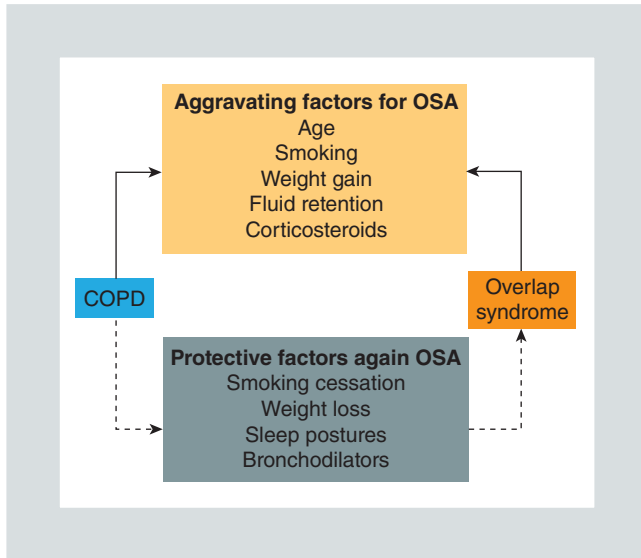 Aggravating factors for OSA
Age
Smoking
Weight gain
Fluid retention
Corticosteroids
COPD
Overlap
syndrome
Protective factors again OSA
Smoking cessation
Weight loss
Sleep postures
Bronchodilators